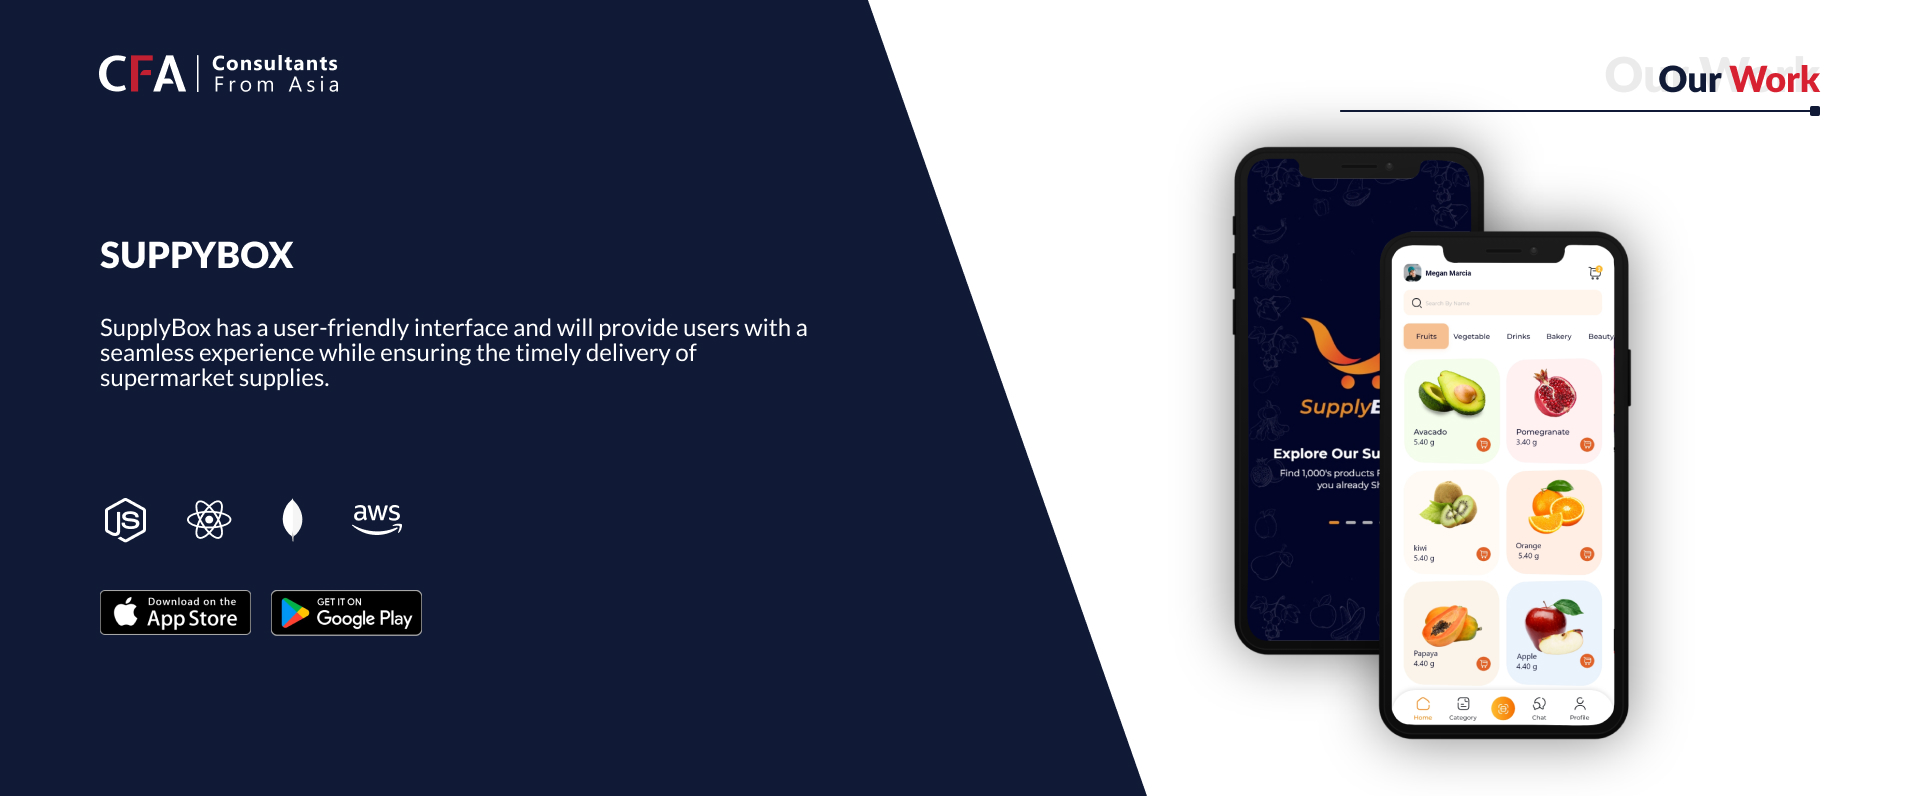 CFA
Consultants
From Asia
Our Work
Our Work
SUPPYBOX
SupplyBox has a user-friendly interface and will provide users with a
seamless experience while ensuring the timely delivery of
supermarket supplies.
JS
aws
Download on the
App Store
GET IT ON
Google Play
Supply
Explore Our Su
Find 1,000's products
you already Sh
Megan Marcia
Search By Name
Fruits Vegetable Drinks Bakery Beauty
Avacado
5.40 g
Pomegranate
3.40 g
kiwi
5.40 g
Orange
5.40 g
Papaya
4.40 g
Apple
4.40 g
Home Category Chat Profile